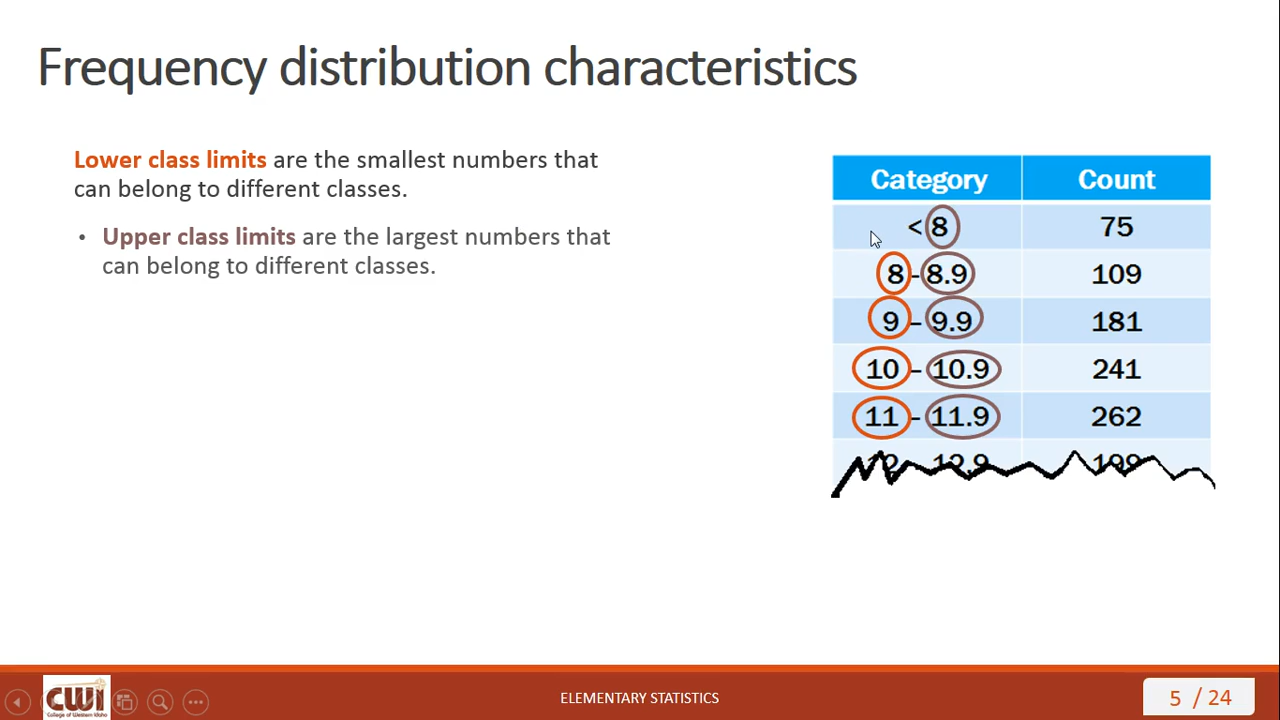 Frequency distribution characteristics
Lower class limits are the smallest numbers that
can belong to different classes.
• Upper class limits are the largest numbers that
can belong to different classes.
Category Count
< 8 75
8 - 8.9 109
9 - 9.9 181
10 - 10.9 241
11 - 11.9 262
12.9
CWI
College of Western Idaho
ELEMENTARY STATISTICS
5 / 24